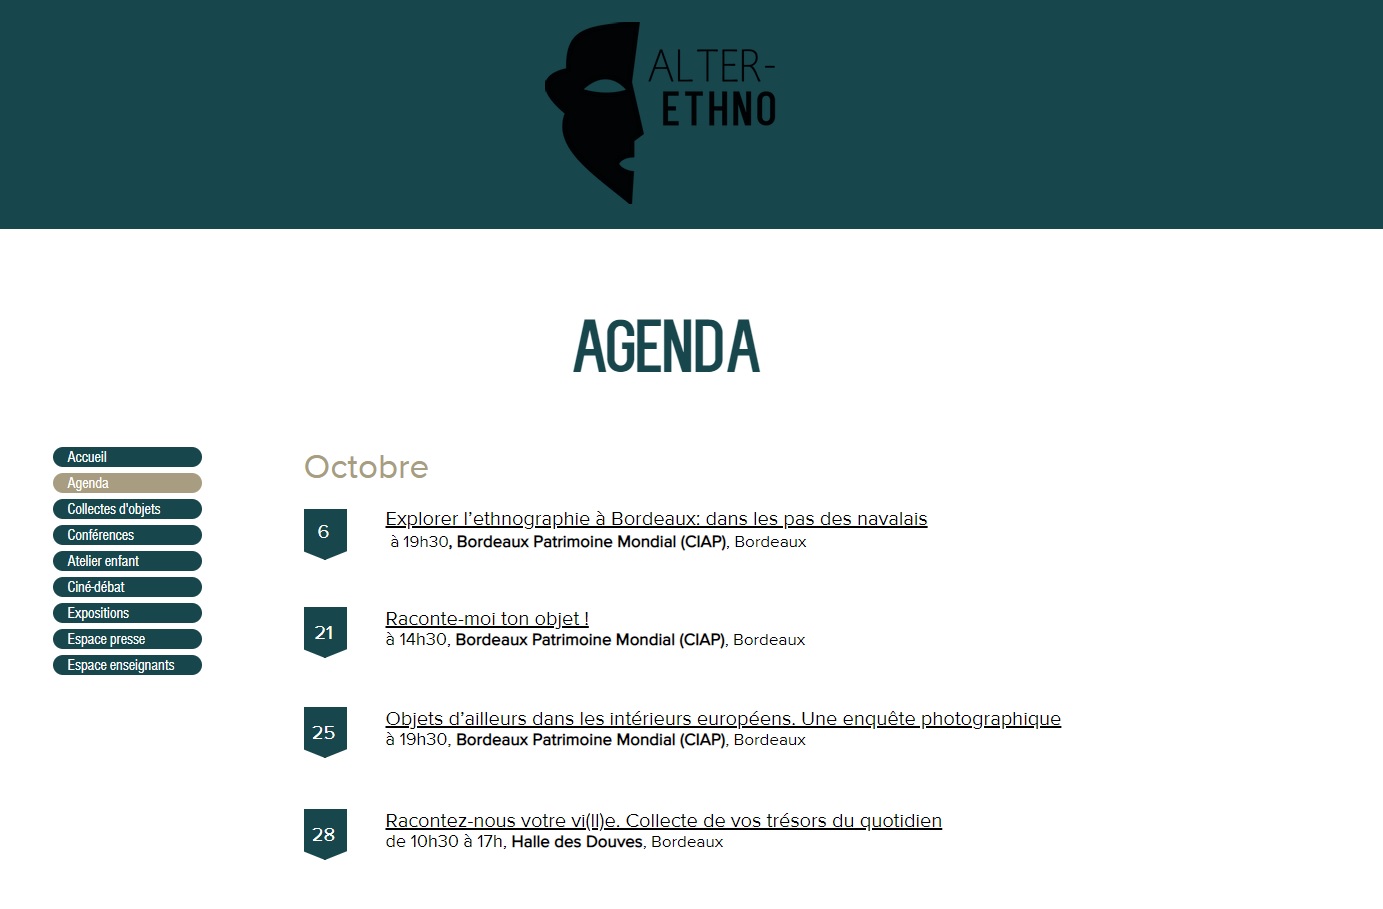 ALTER-
ETHNO
AGENDA
Accueil
Agenda
Collectes d'objets
Conférences
Atelier enfant
Ciné-débat
Expositions
Espace presse
Espace enseignants
Octobre
6
Explorer l’ethnographie à Bordeaux: dans les pas des navalais
à 19h30, Bordeaux Patrimoine Mondial (CIAP), Bordeaux
21
Raconte-moi ton objet !
à 14h30, Bordeaux Patrimoine Mondial (CIAP), Bordeaux
25
Objets d’ailleurs dans les intérieurs européens. Une enquête photographique
à 19h30, Bordeaux Patrimoine Mondial (CIAP), Bordeaux
28
Racontez-nous votre vi(ll)e. Collecte de vos trésors du quotidien
de 10h30 à 17h, Halle des Douves, Bordeaux